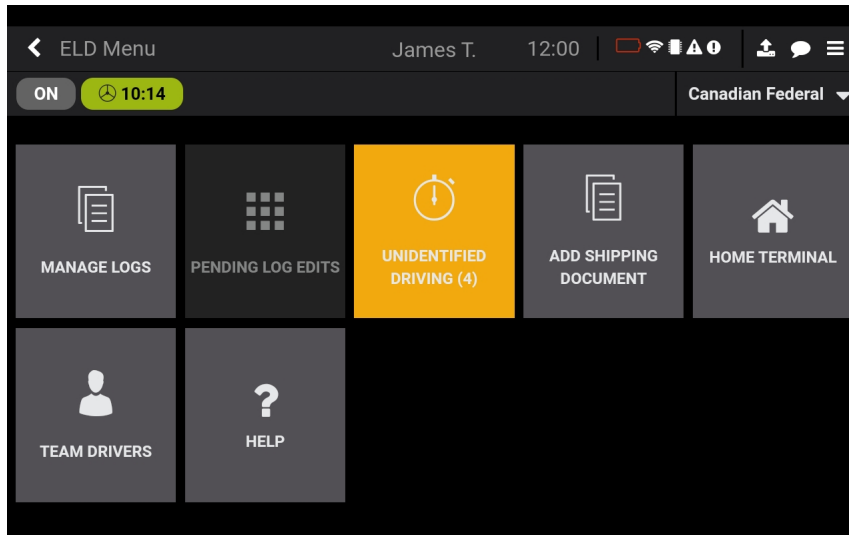 ELD Menu James T. 12:00
ON 10:14 Canadian Federal
MANAGE LOGS
PENDING LOG EDITS
UNIDENTIFIED
DRIVING (4)
ADD SHIPPING
DOCUMENT
HOME TERMINAL
TEAM DRIVERS
HELP